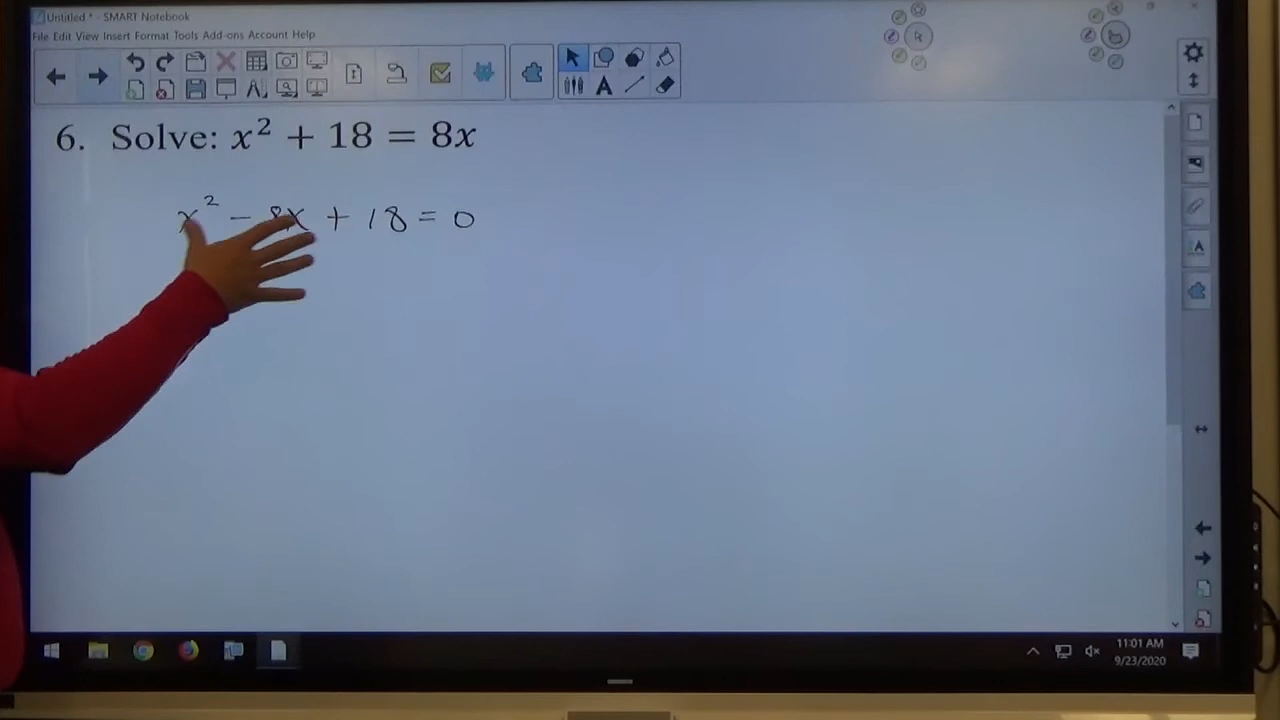 Untitled * - SMART Notebook
File Edit View Insert Format Tools Add-ons Account Help
6. Solve: x² + 18 = 8x
x² - 8x + 18 = 0
11:01 AM
9/23/2020